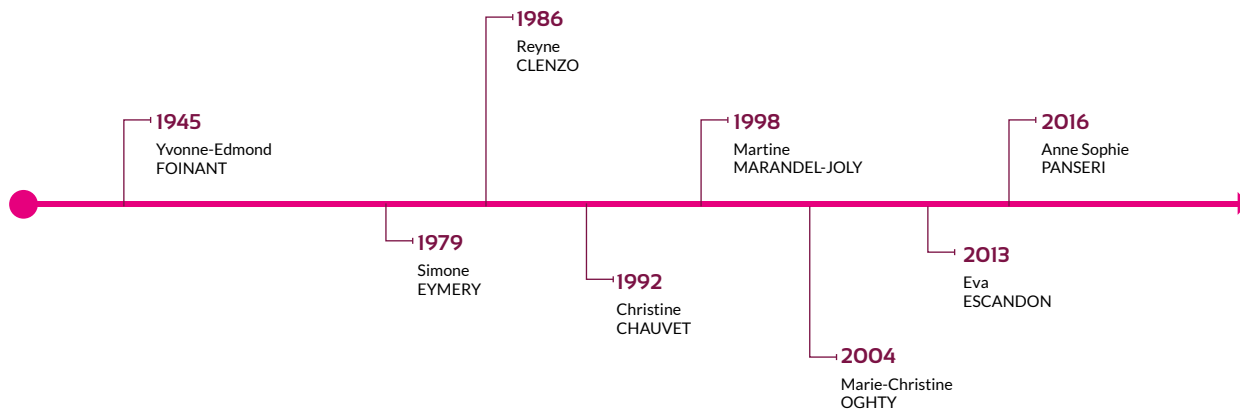 1945
Yvonne-Edmond
FOINANT
1979
Simone
EYMERY
1986
Reyne
CLENZO
1992
Christine
CHAUVET
1998
Martine
MARANDEL-JOLY
2004
Marie-Christine
OGHTY
2013
Eva
ESCANDON
2016
Anne Sophie
PANSERI